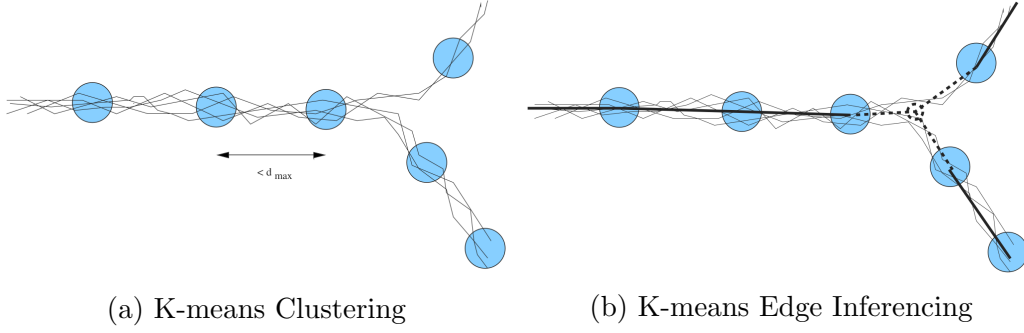 < d max
(a) K-means Clustering
(b) K-means Edge Inferencing